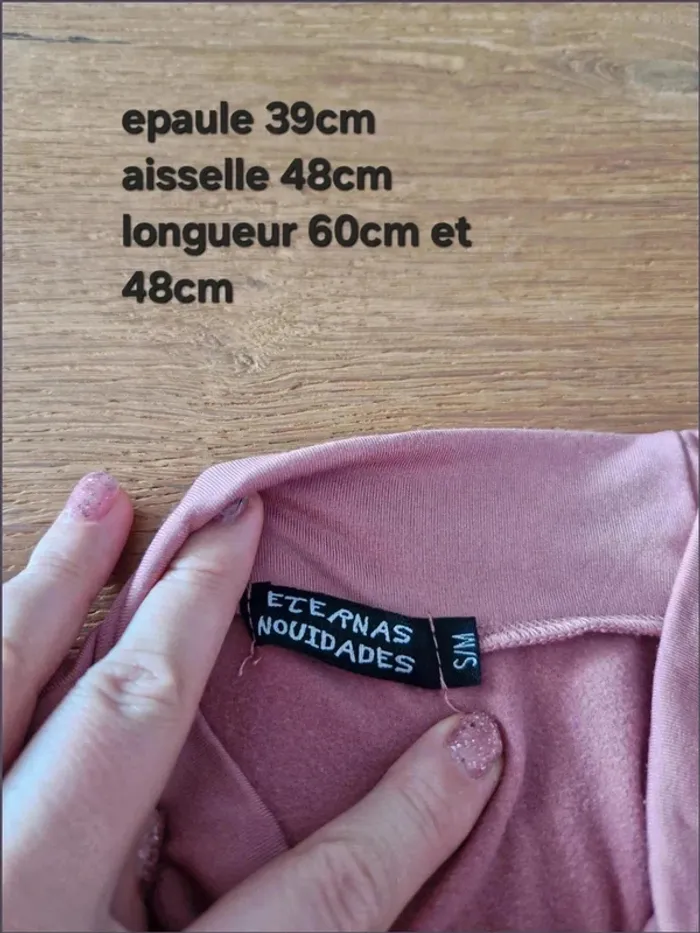 epaule 39cm
aisselle 48cm
longueur 60cm et
48cm
ETERNAS
NOUIDADES
S/M